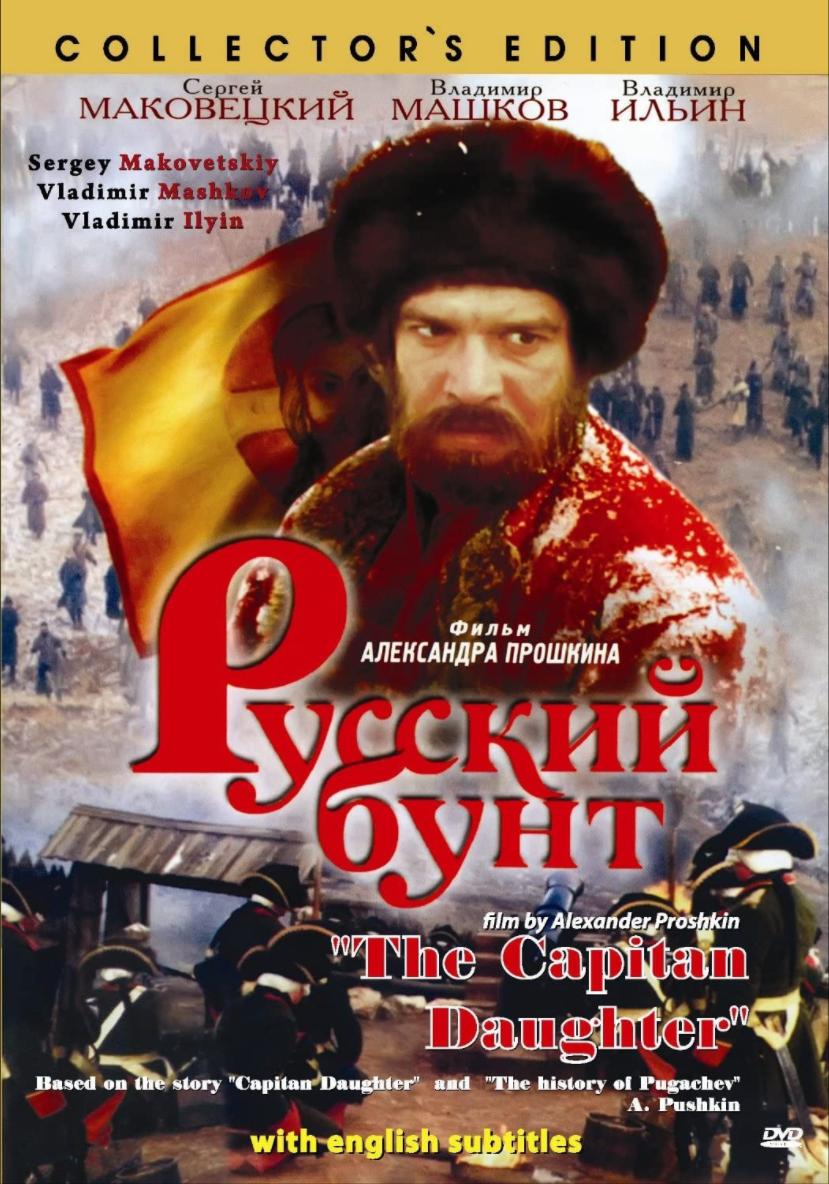 COLLECTOR`S EDITION
Сергей Владимир Владимир
МАКОВЕЦКИЙ МАШКОВ ИЛЬИН
Sergey Makovetskiy
Vladimir Mashkov
Vladimir Ilyin
Фильм
АЛЕКСАНДРА ПРОШКИНА
Русский
бунт
film by Alexander Proshkin
"The Capitan
Daughter"
Based on the story "Capitan Daughter" and "The history of Pugachev"
A. Pushkin
with english subtitles
DVD